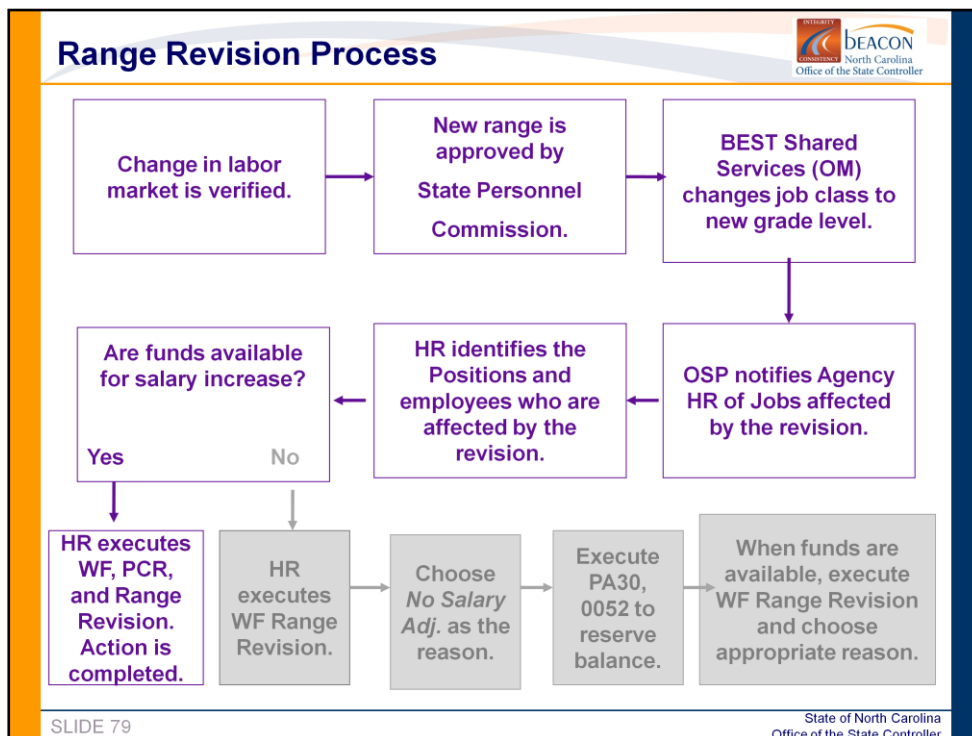 Range Revision Process
INTEGRITY
CONSISTENCY
bEACON
North Carolina
Office of the State Controller
Change in labor
market is verified.
New range is
approved by
State Personnel
Commission.
BEST Shared
Services (OM)
changes job class to
new grade level.
OSP notifies Agency
HR of Jobs affected
by the revision.
HR identifies the
Positions and
employees who are
affected by the
revision.
Are funds available
for salary increase?
Yes No
HR executes
WF, PCR,
and Range
Revision.
Action is
completed.
HR
executes
WF Range
Revision.
Choose
No Salary
Adj. as the
reason.
Execute
PA30,
0052 to
reserve
balance.
When funds are
available, execute
WF Range Revision
and choose
appropriate reason.
SLIDE 79
State of North Carolina
Office of the State Controller